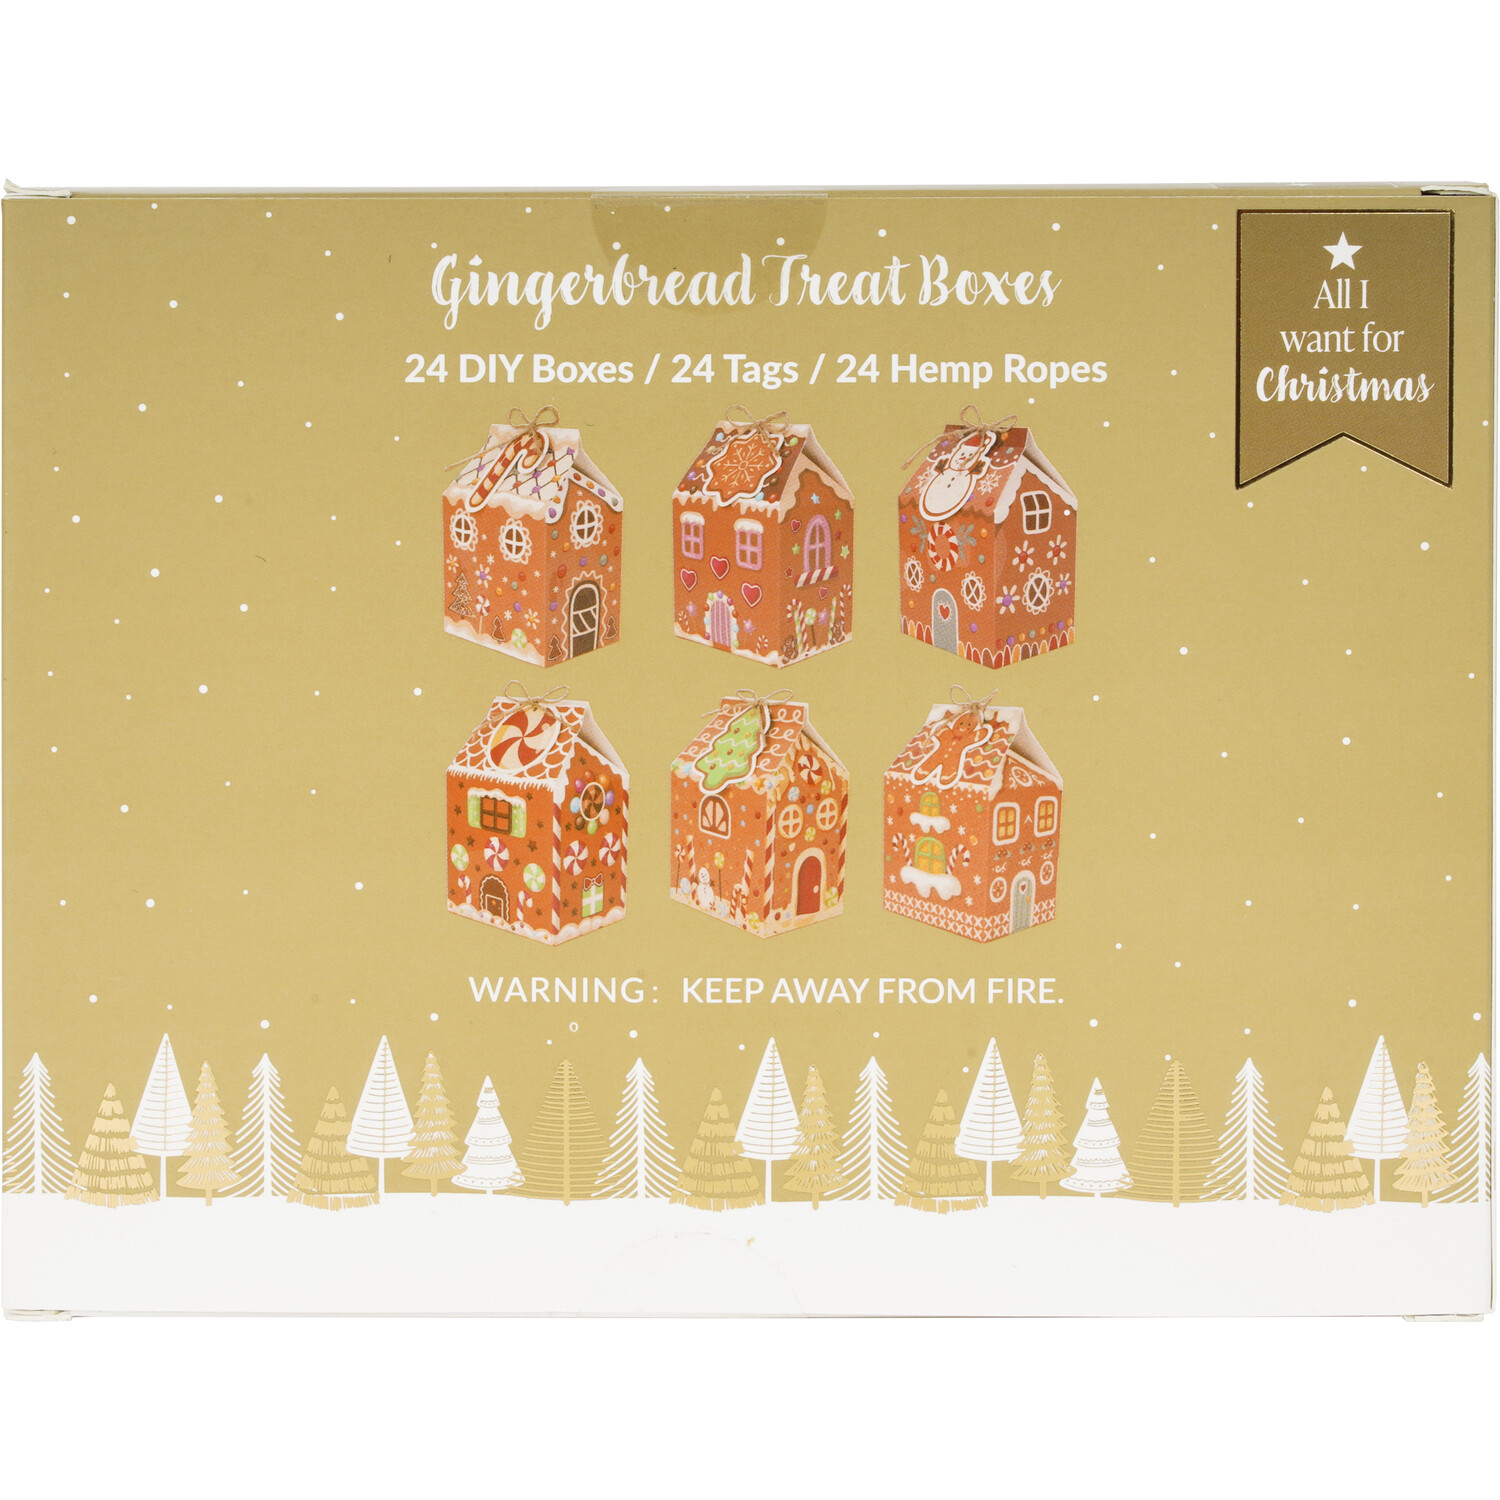 Gingerbread Treat Boxes
24 DIY Boxes / 24 Tags / 24 Hemp Ropes
All I
want for
Christmas
WARNING: KEEP AWAY FROM FIRE.